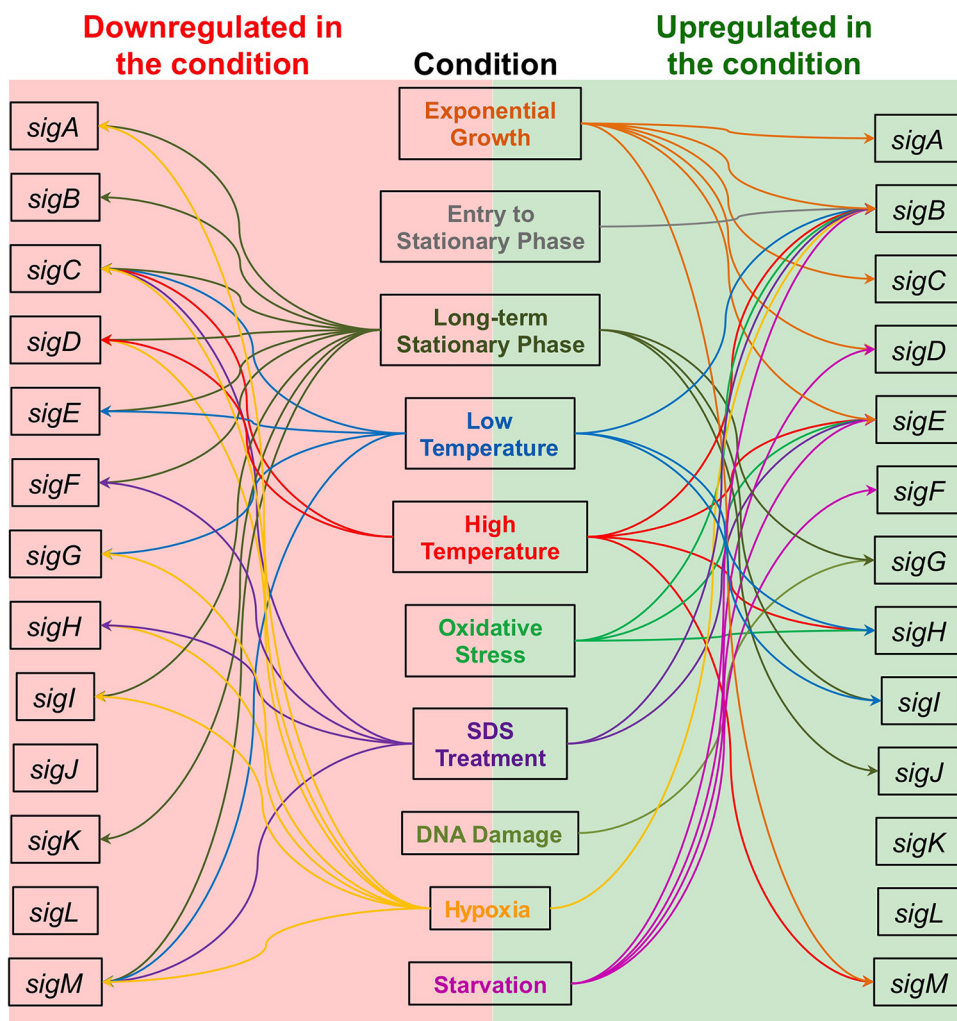 Downregulated in
the condition
Condition
Upregulated in
the condition
sigA
sigB
sigC
sigD
sigE
sigF
sigG
sigH
sigI
sigJ
sigK
sigL
sigM
Exponential
Growth
Entry to
Stationary Phase
Long-term
Stationary Phase
Low
Temperature
High
Temperature
Oxidative
Stress
SDS
Treatment
DNA Damage
Hypoxia
Starvation
sigA
sigB
sigC
sigD
sigE
sigF
sigG
sigH
sigI
sigJ
sigK
sigL
sigM